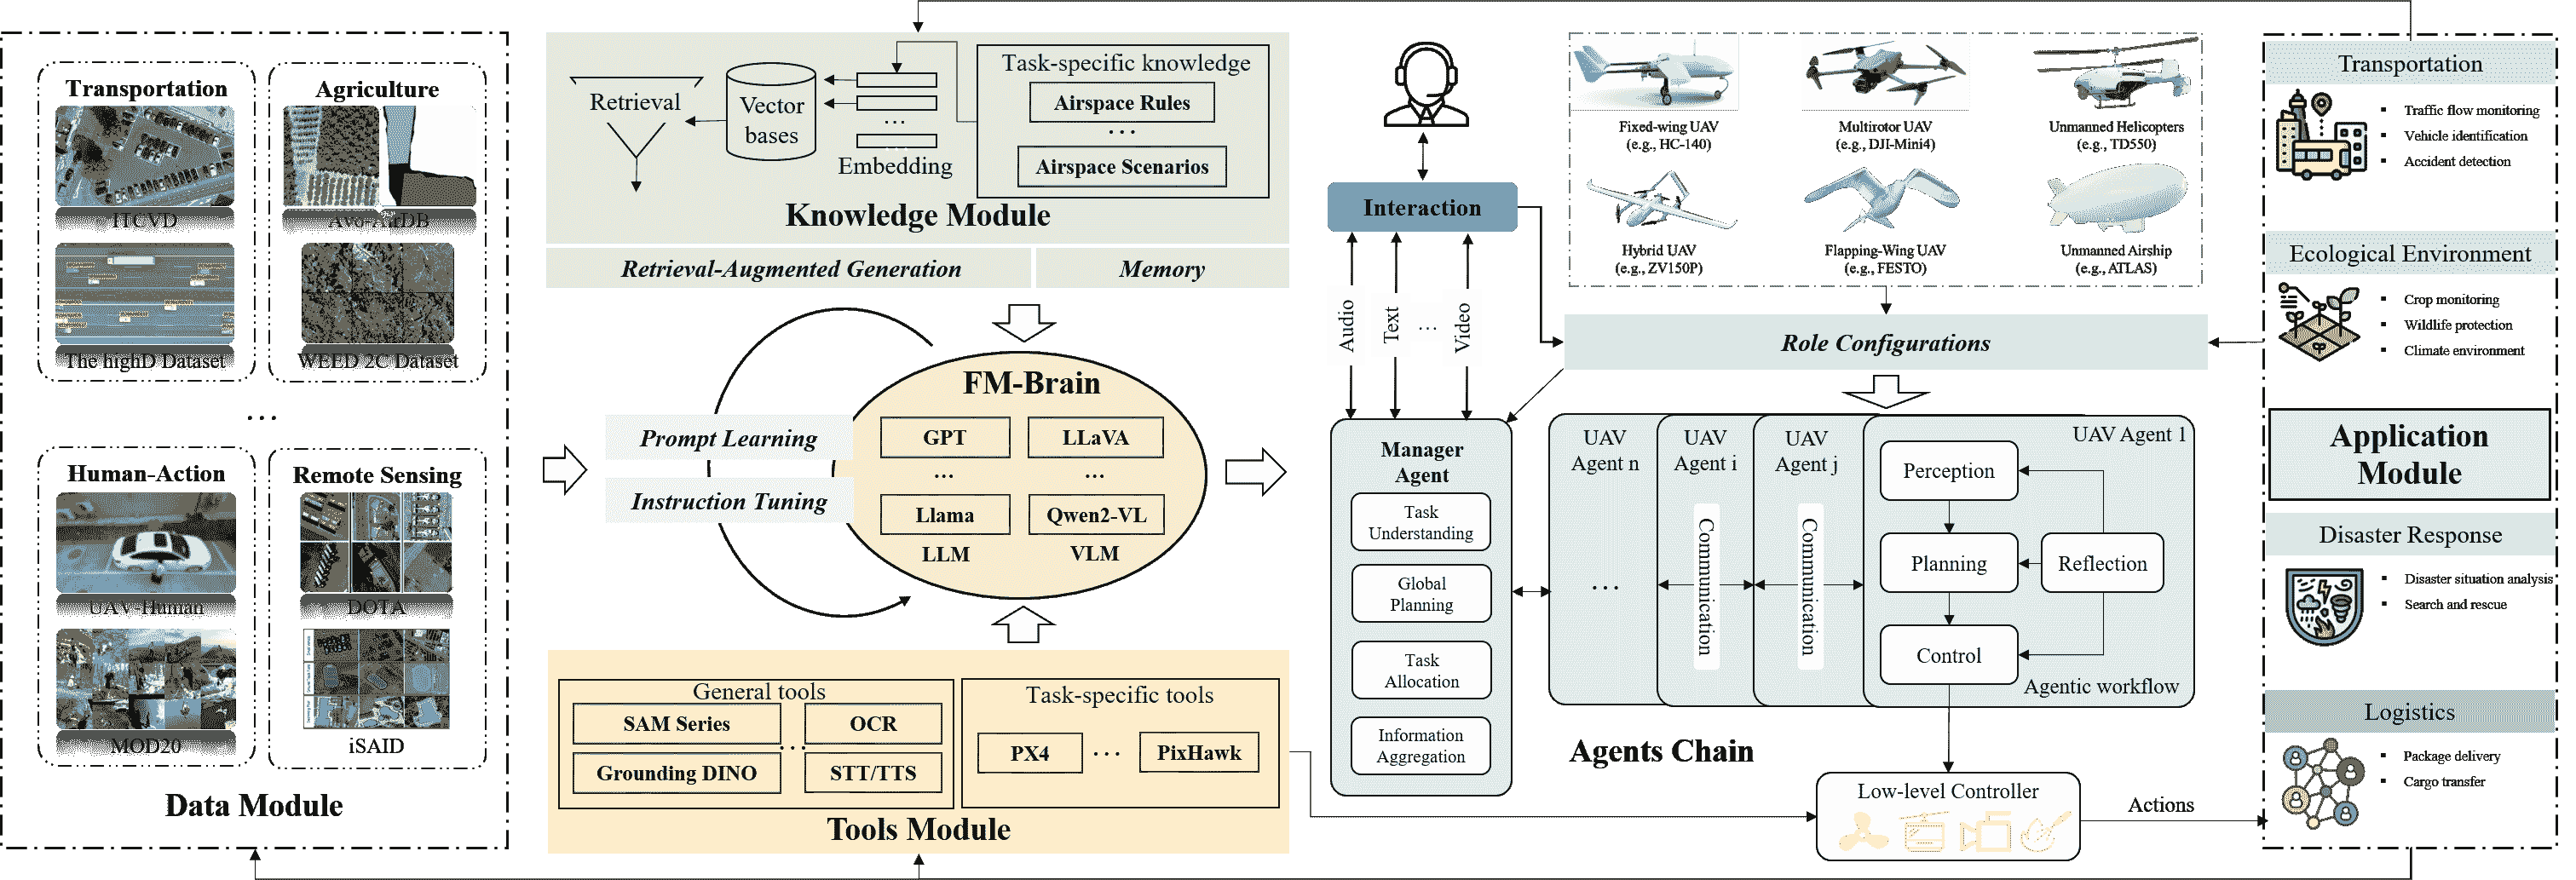 Transportation
ITCVD
The highD Dataset
Agriculture
Avo-AirDB
WEED 2C Dataset
...
Human-Action
UAV-Human
MOD20
Remote Sensing
DOTA
iSAID
Data Module
Retrieval
Vector
bases
...
Embedding
Task-specific knowledge
Airspace Rules
...
Airspace Scenarios
Knowledge Module
Retrieval-Augmented Generation
Memory
Prompt Learning
Instruction Tuning
FM-Brain
GPT
...
Llama
LLM
LLaVA
...
Qwen2-VL
VLM
General tools
SAM Series
OCR
...
Grounding DINO
STT/TTS
Task-specific tools
PX4
...
PixHawk
Tools Module
Interaction
Audio
Text
...
Video
Manager
Agent
Task
Understanding
Global
Planning
Task
Allocation
Information
Aggregation
Fixed-wing UAV
(e.g., HC-140)
Multirotor UAV
(e.g., DJI-Mini4)
Unmanned Helicopters
(e.g., TD550)
Hybrid UAV
(e.g., ZV150P)
Flapping-Wing UAV
(e.g., FESTO)
Unmanned Airship
(e.g., ATLAS)
Role Configurations
UAV
Agent n
...
UAV
Agent i
Communication
UAV
Agent j
Communication
UAV Agent 1
Perception
Planning
Reflection
Control
Agentic workflow
Agents Chain
Low-level Controller
Actions
Transportation
▪ Traffic flow monitoring
▪ Vehicle identification
▪ Accident detection
Ecological Environment
▪ Crop monitoring
▪ Wildlife protection
▪ Climate environment
Application
Module
Disaster Response
▪ Disaster situation analysis
▪ Search and rescue
Logistics
▪ Package delivery
▪ Cargo transfer